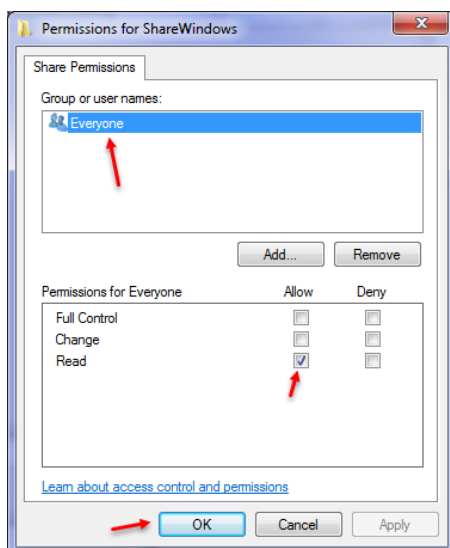 Permissions for ShareWindows
Share Permissions
Group or user names:
Everyone
Add... Remove
Permissions for Everyone Allow Deny
Full Control
Change
Read
Learn about access control and permissions
OK Cancel Apply